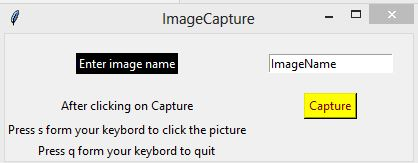 ImageCapture
Enter image name ImageName
After clicking on Capture Capture
Press s form your keybord to click the picture
Press q form your keybord to quit